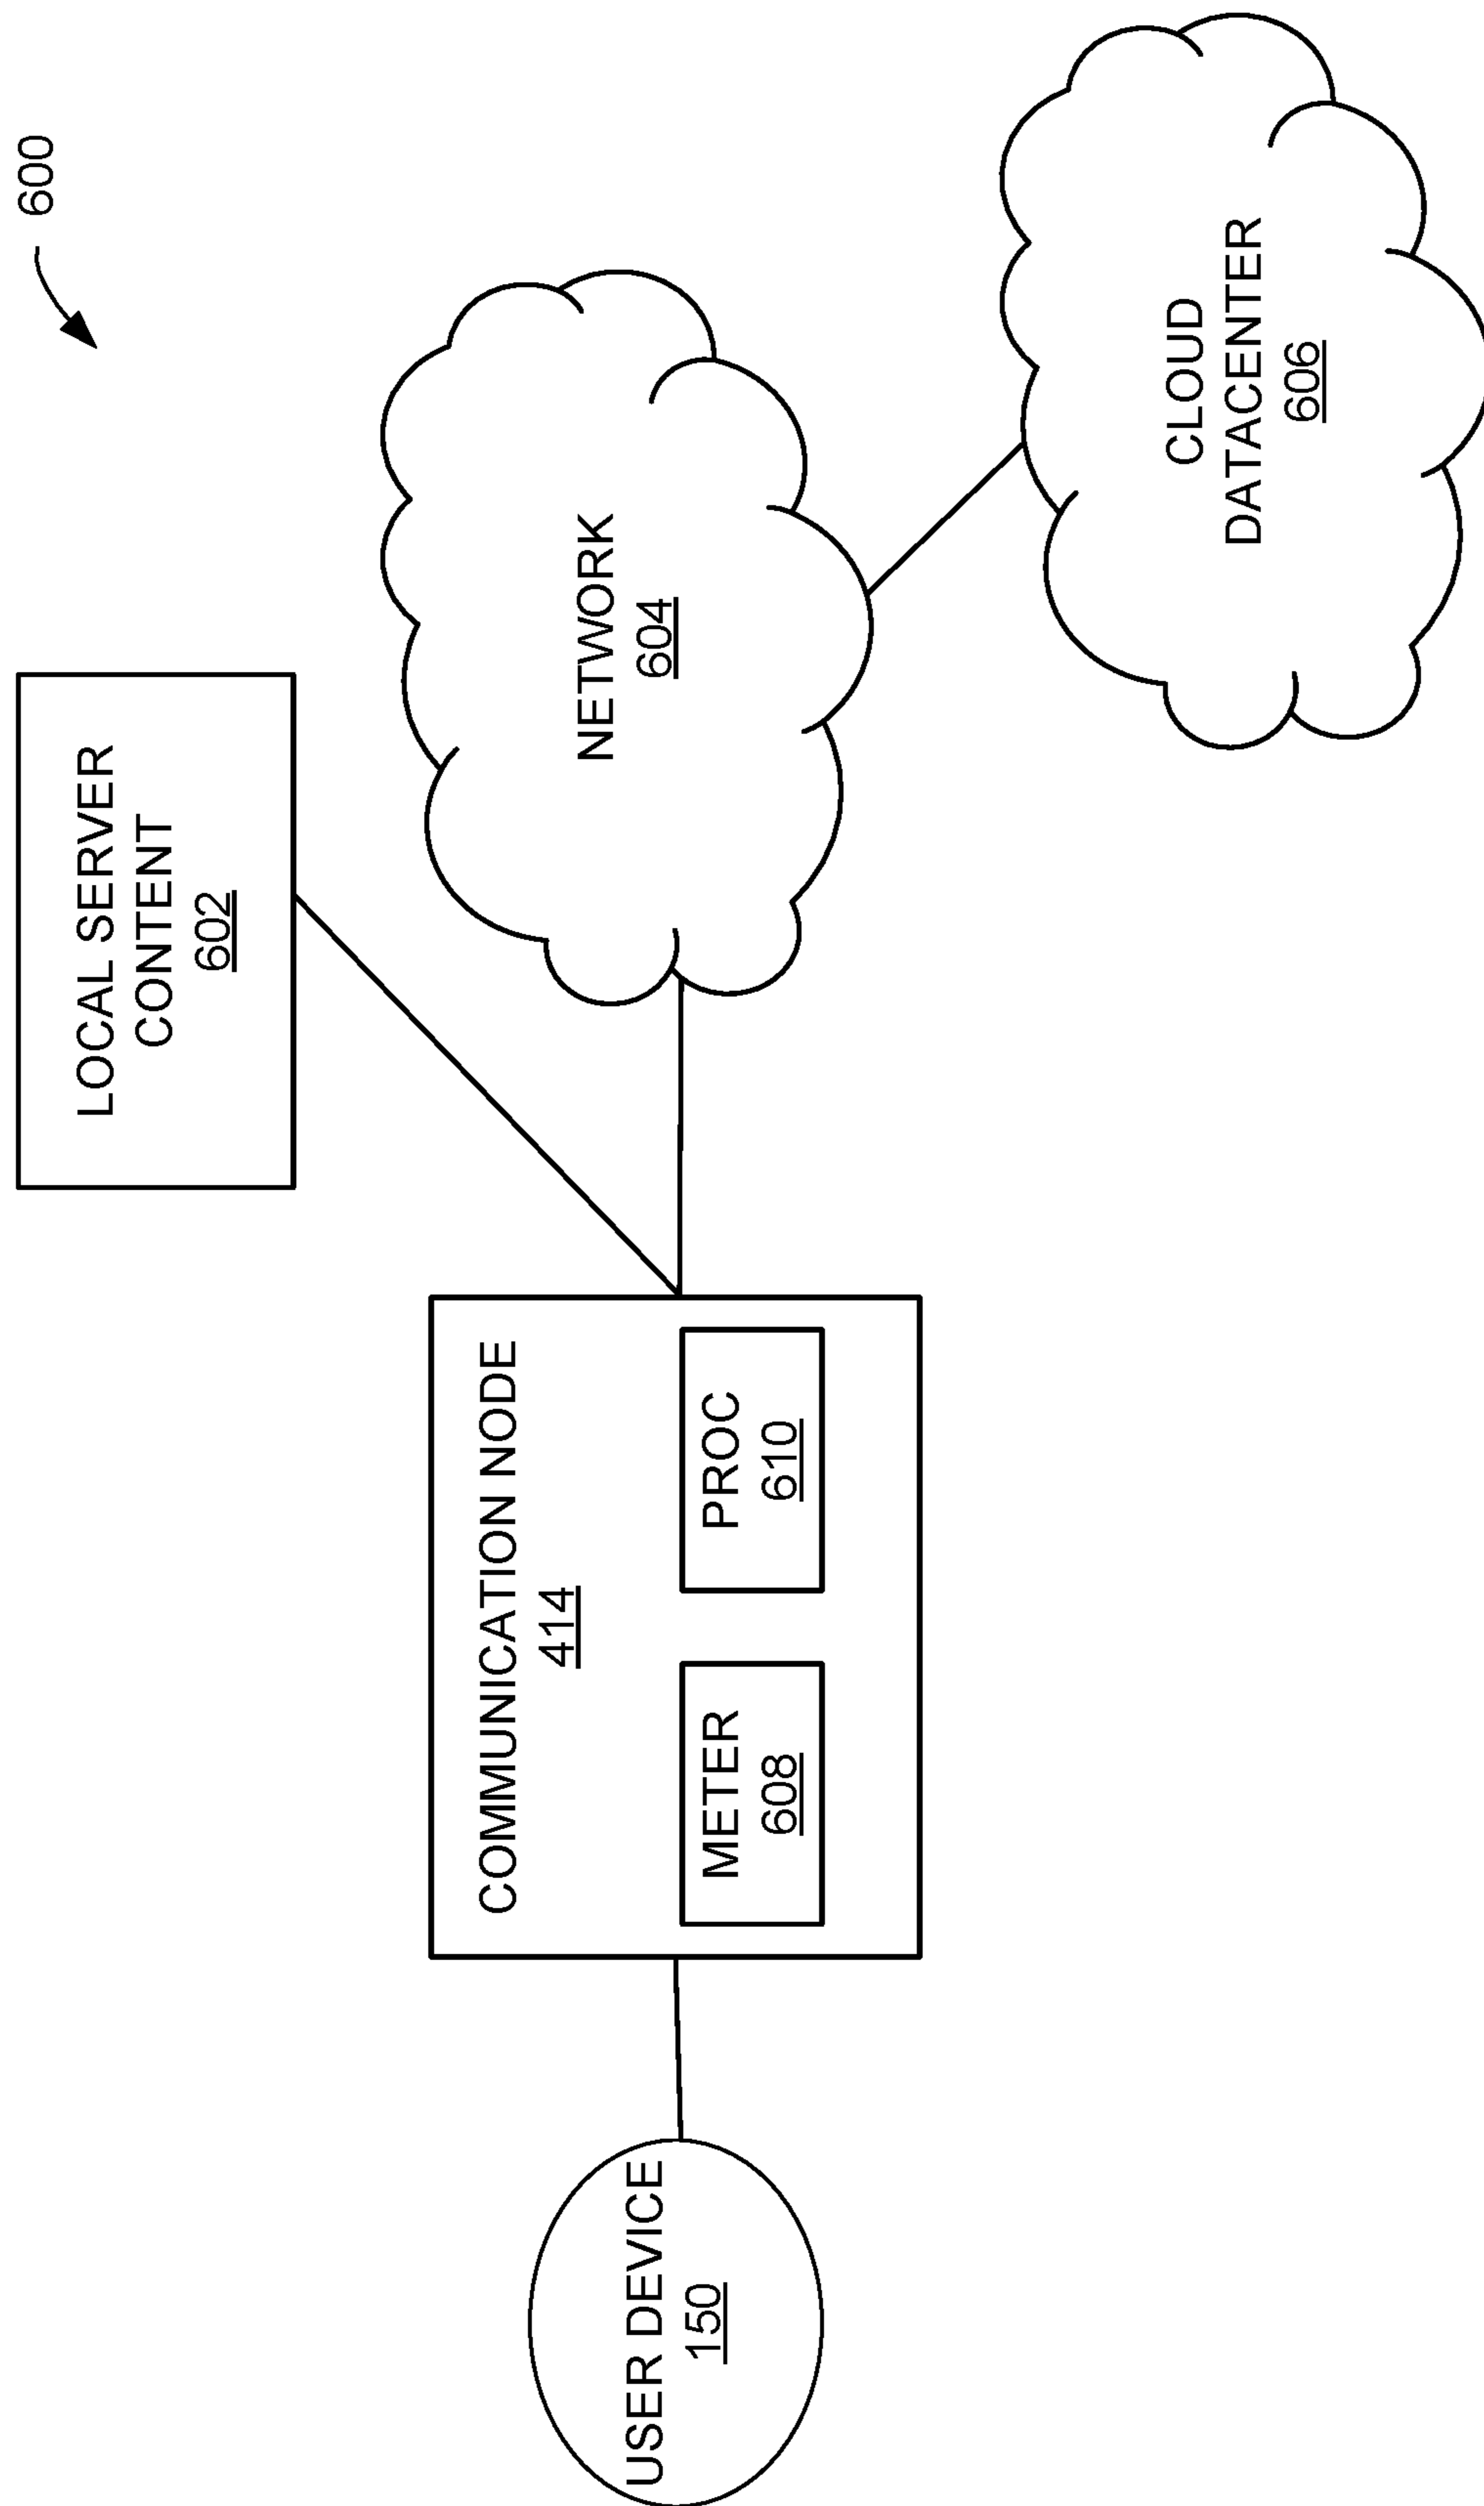 600
LOCAL SERVER
CONTENT
602
NETWORK
604
CLOUD
DATACENTER
606
COMMUNICATION NODE
414
METER
608
PROC
610
USER DEVICE
150